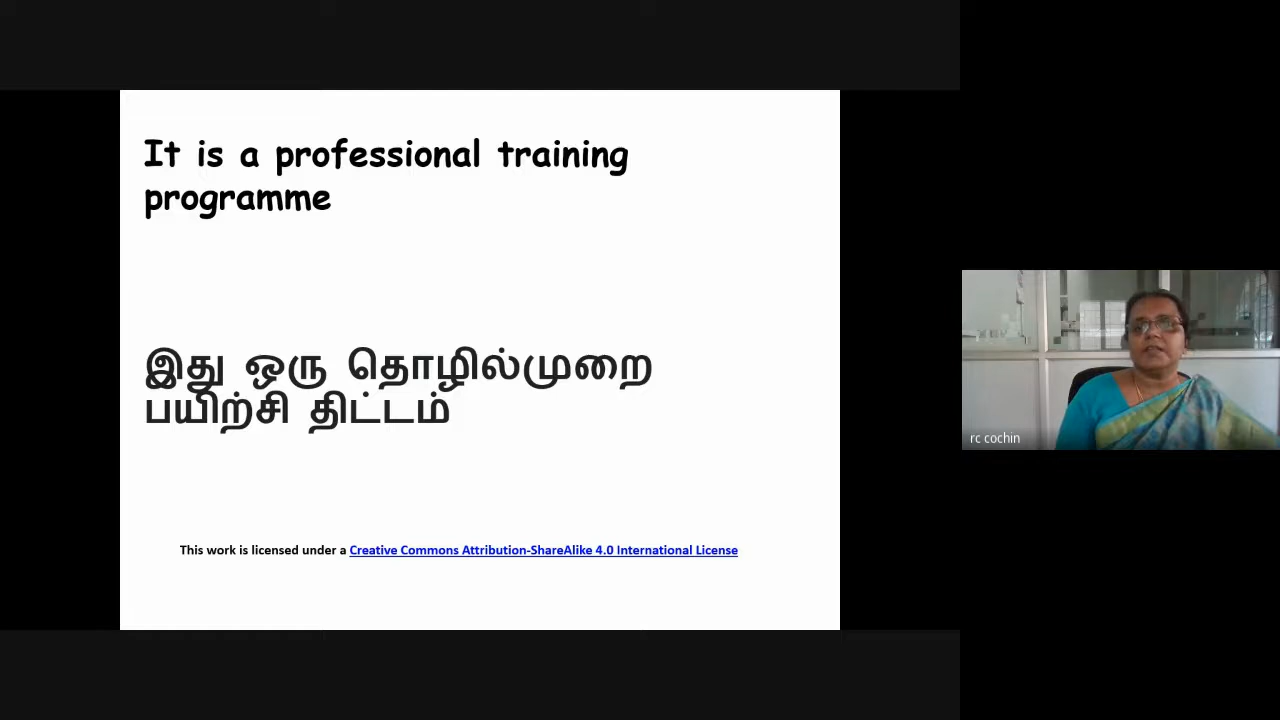 It is a professional training
programme
இது ஒரு தொழில்முறை
பயிற்சி திட்டம்
This work is licensed under a Creative Commons Attribution-ShareAlike 4.0 International License
rc cochin